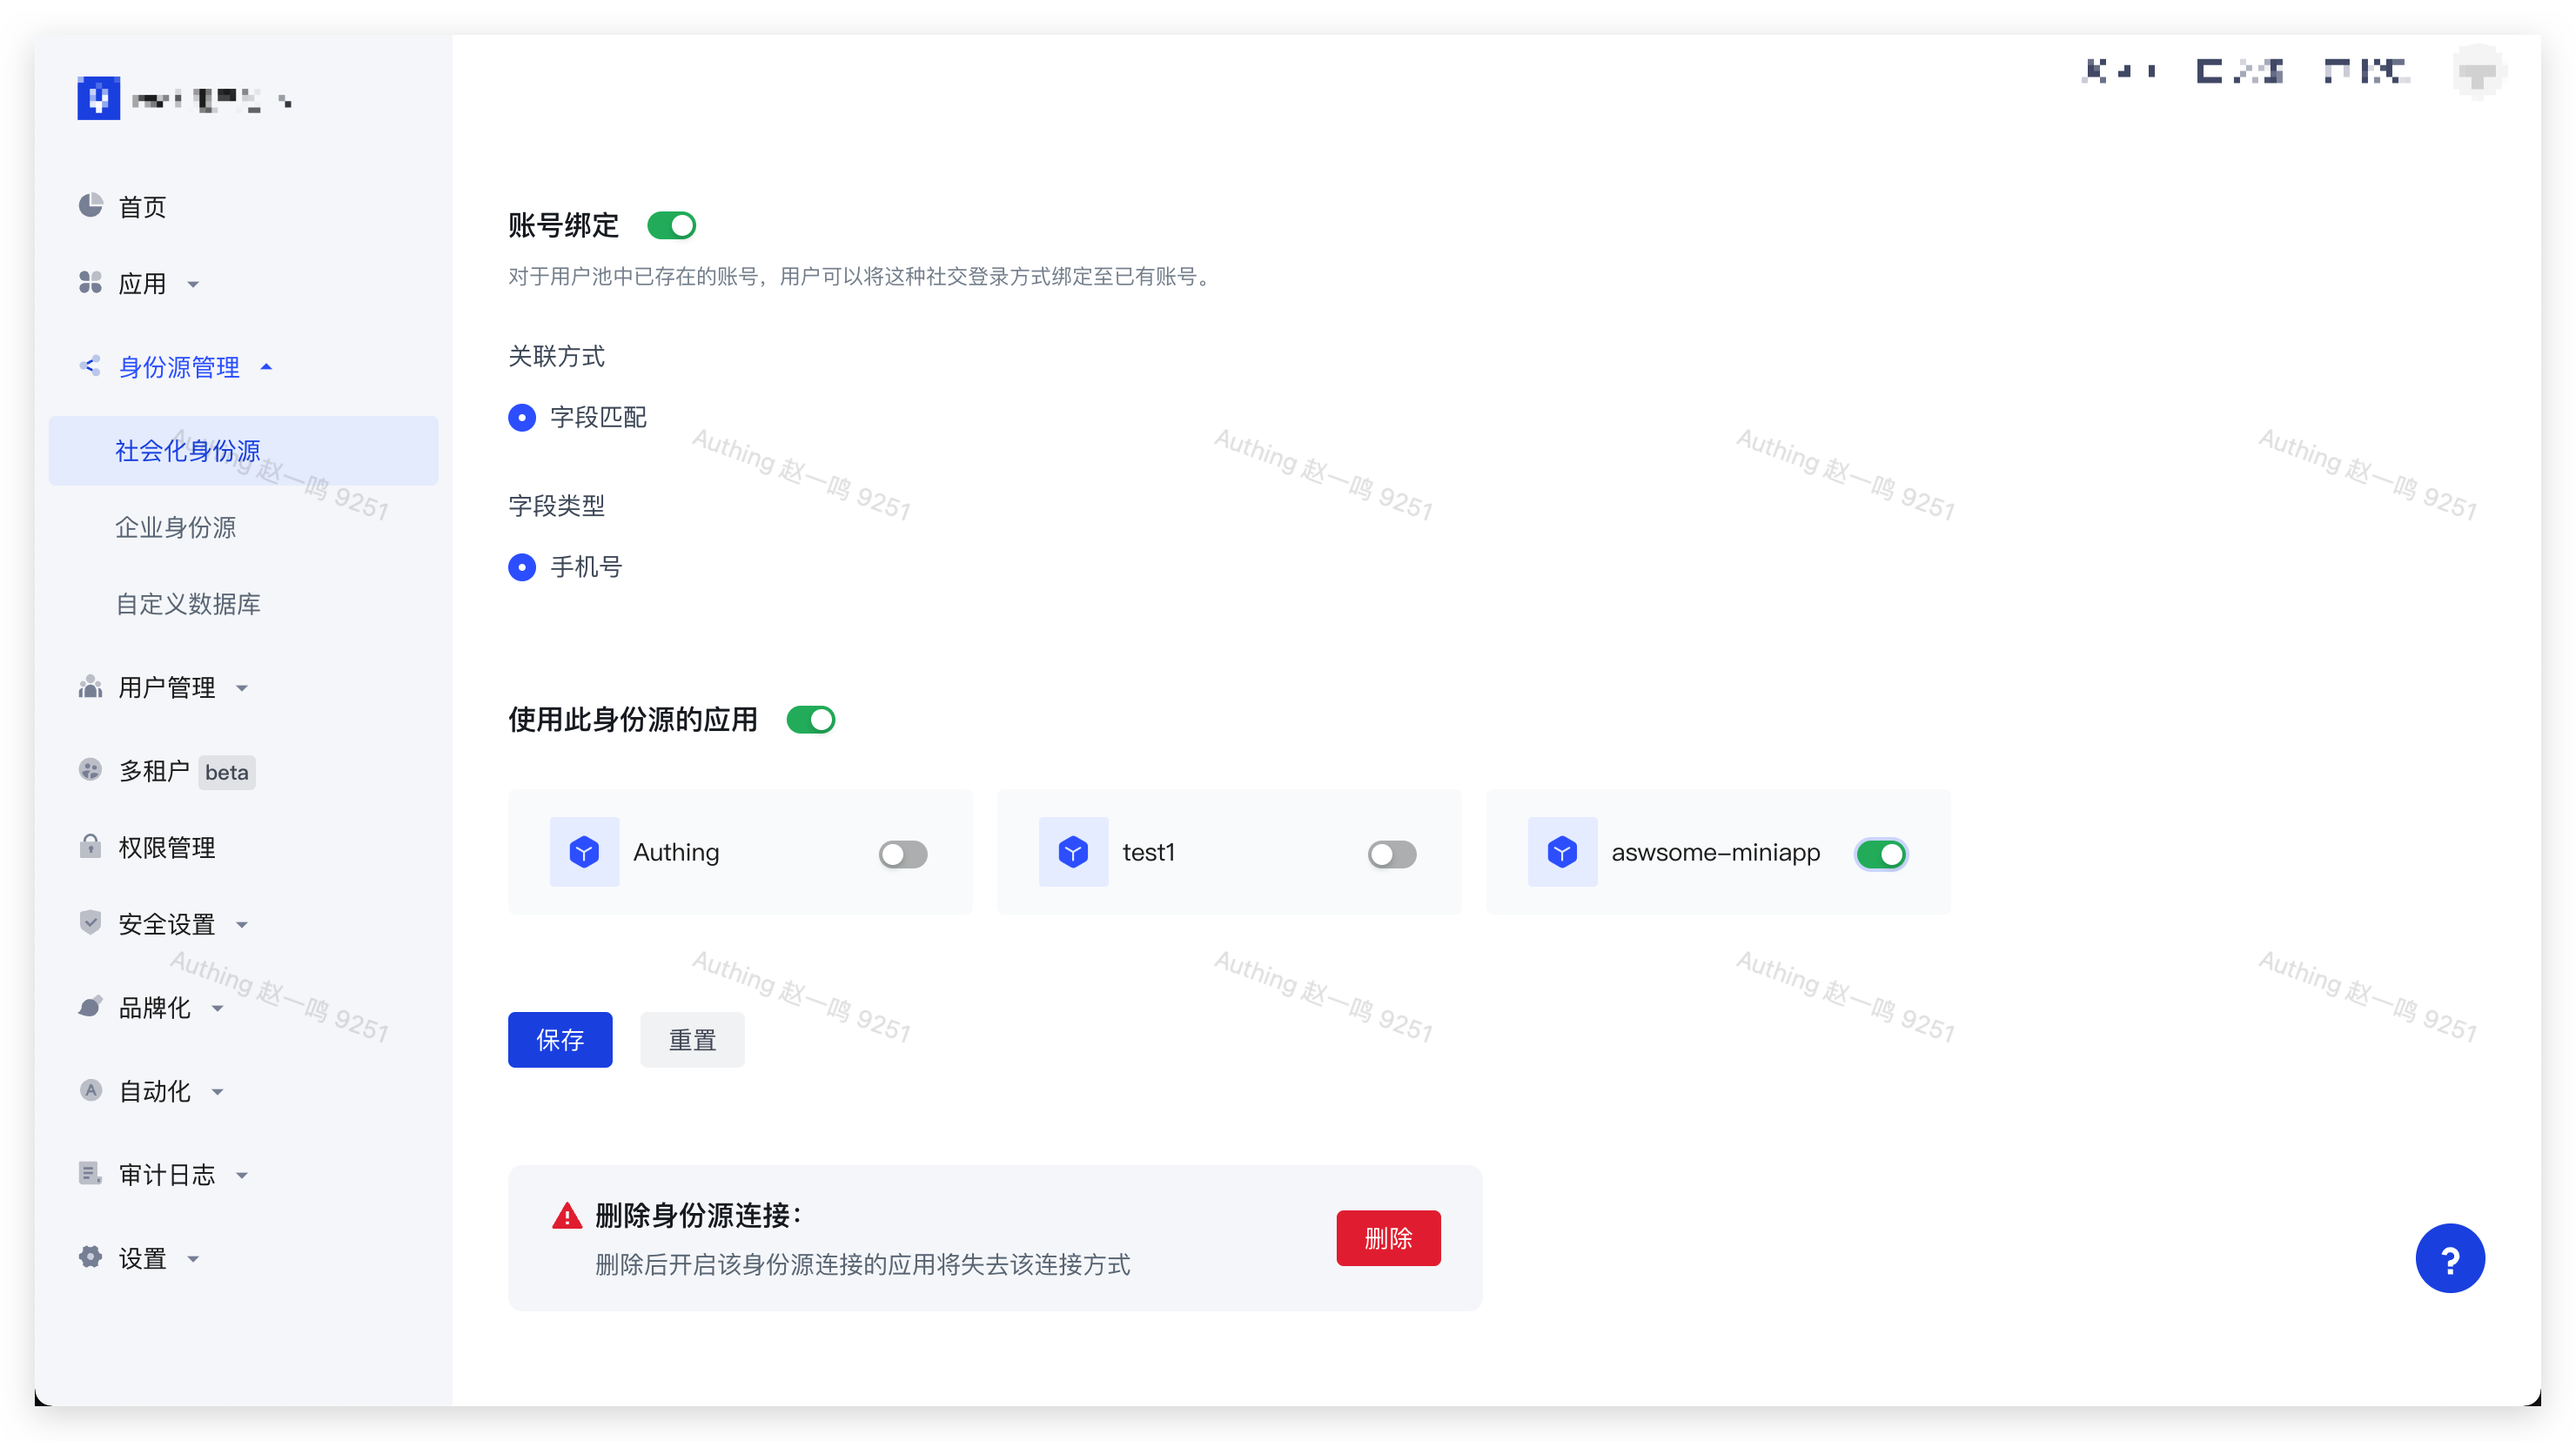 首页
应用
身份源管理
社会化身份源
企业身份源
自定义数据库
用户管理
多租户 beta
权限管理
安全设置
品牌化
自动化
审计日志
设置
账号绑定
对于用户池中已存在的账号，用户可以将这种社交登录方式绑定至已有账号。
关联方式
字段匹配
字段类型
手机号
使用此身份源的应用
Authing
test1
aswsome-miniapp
保存
重置
删除身份源连接：
删除后开启该身份源连接的应用将失去该连接方式
删除
?
Authing 赵一鸣 9251
Authing 赵一鸣 9251
Authing 赵一鸣 9251
Authing 赵一鸣 9251
Authing 赵一鸣 9251
Authing 赵一鸣 9251
Authing 赵一鸣 9251
Authing 赵一鸣 9251
Authing 赵一鸣 9251
Authing 赵一鸣 9251